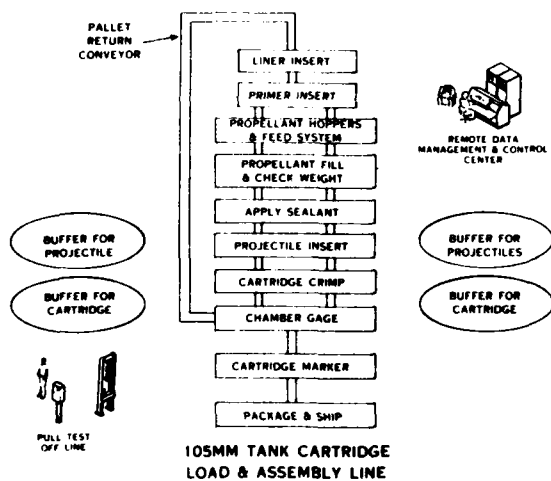 PALLET
RETURN
CONVEYOR
LINER INSERT
PRIMER INSERT
PROPELLANT HOPPERS
& FEED SYSTEM
PROPELLANT FILL
& CHECK WEIGHT
APPLY SEALANT
PROJECTILE INSERT
CARTRIDGE CRIMP
CHAMBER GAGE
CARTRIDGE MARKER
PACKAGE & SHIP
REMOTE DATA
MANAGEMENT & CONTROL
CENTER
BUFFER FOR
PROJECTILE
BUFFER FOR
CARTRIDGE
BUFFER FOR
PROJECTILES
BUFFER FOR
CARTRIDGE
PULL TEST
OFF LINE
105MM TANK CARTRIDGE
LOAD & ASSEMBLY LINE